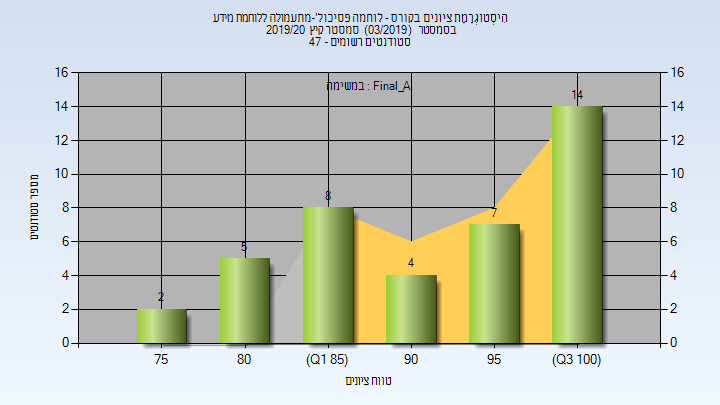 הִיסְטוֹגְרָמַת ציונים בקורס - לוחמה פסיכול'-מתעמולה ללוחמת מידע
בסמסטר (03/2019) סמסטר קיץ 2019/20
סטודנטים רשומים - 47
במשימה : Final_A
16 16
14 14 14
12 12
10 10
8 8 8
7
6 6
5
4 4 4
2 2 2
0 0
75 80 (Q1 85) 90 95 (Q3 100)
מספר סטודנטים
טווח ציונים